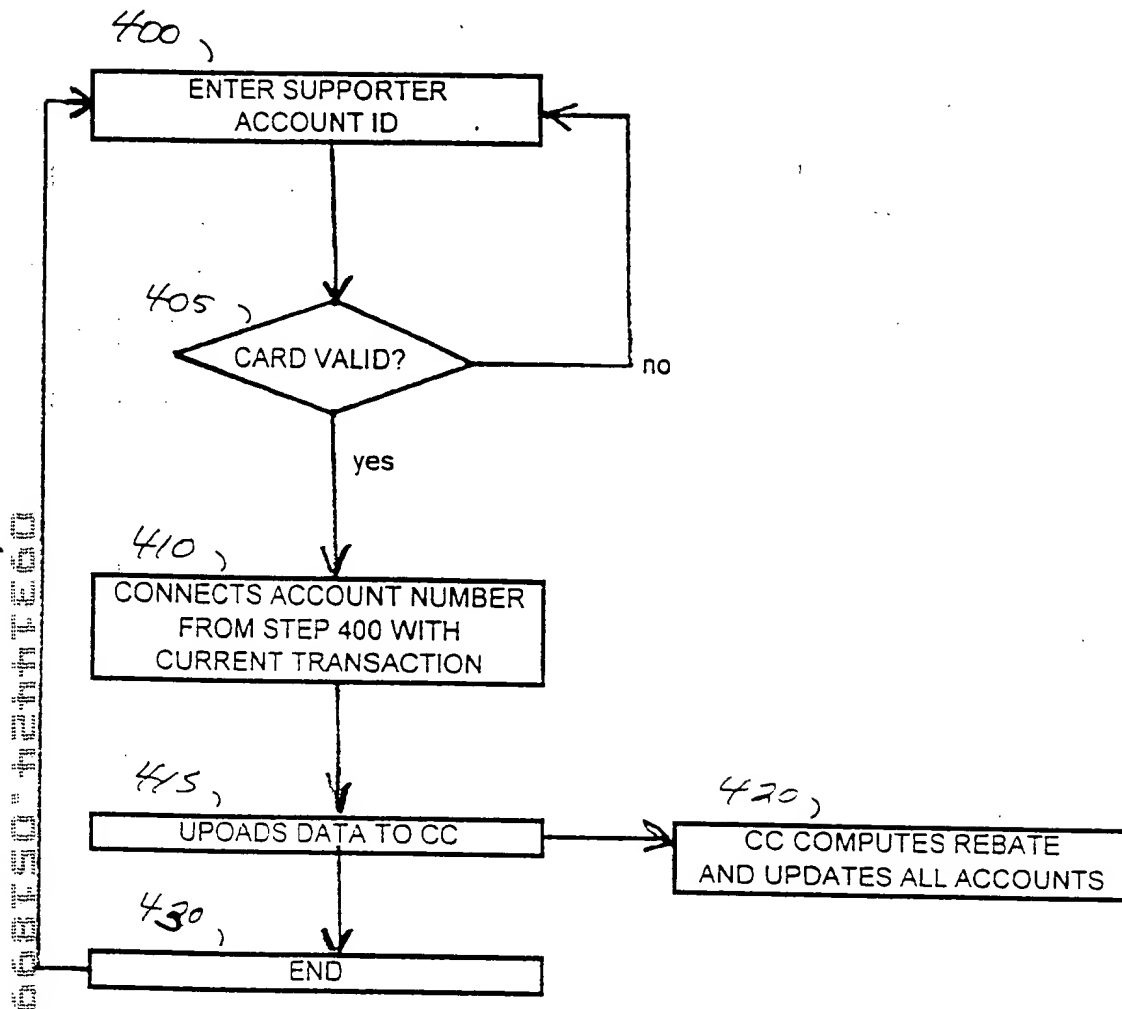 400
ENTER SUPPORTER
ACCOUNT ID
405
CARD VALID?
no
yes
410
CONNECTS ACCOUNT NUMBER
FROM STEP 400 WITH
CURRENT TRANSACTION
415
UPOADS DATA TO CC
420
CC COMPUTES REBATE
AND UPDATES ALL ACCOUNTS
430
END